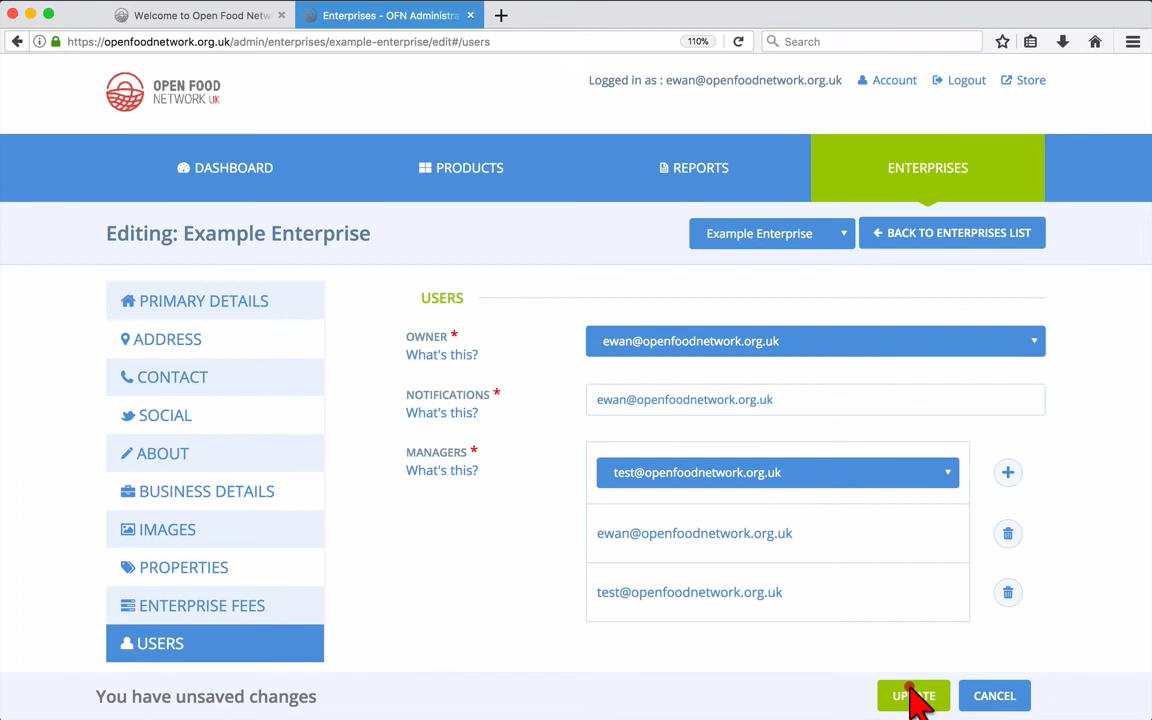 Welcome to Open Food Netw
Enterprises - OFN Administra
https://openfoodnetwork.org.uk/admin/enterprises/example-enterprise/edit#/users
110%
Search
OPEN FOOD
NETWORK UK
Logged in as : ewan@openfoodnetwork.org.uk
Account
Logout
Store
DASHBOARD
PRODUCTS
REPORTS
ENTERPRISES
Editing: Example Enterprise
Example Enterprise
BACK TO ENTERPRISES LIST
PRIMARY DETAILS
ADDRESS
CONTACT
SOCIAL
ABOUT
BUSINESS DETAILS
IMAGES
PROPERTIES
ENTERPRISE FEES
USERS
USERS
OWNER *
What's this?
ewan@openfoodnetwork.org.uk
NOTIFICATIONS *
What's this?
ewan@openfoodnetwork.org.uk
MANAGERS *
What's this?
test@openfoodnetwork.org.uk
ewan@openfoodnetwork.org.uk
test@openfoodnetwork.org.uk
You have unsaved changes
UPDATE
CANCEL